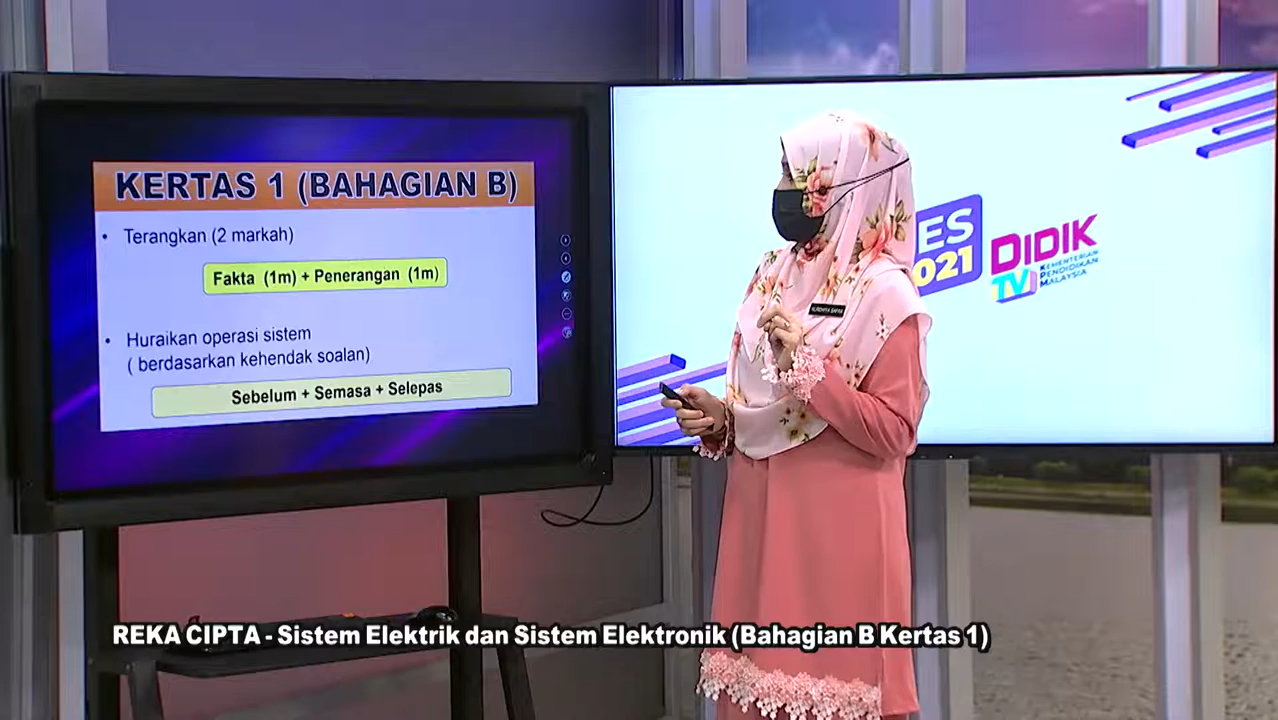 KERTAS 1 (BAHAGIAN B)
• Terangkan (2 markah)
Fakta (1m) + Penerangan (1m)
• Huraikan operasi sistem
( berdasarkan kehendak soalan)
Sebelum + Semasa + Selepas
ES
021
DIDIK
TV
KEMENTERIAN
PENDIDIKAN
MALAYSIA
REKA CIPTA - Sistem Elektrik dan Sistem Elektronik (Bahagian B Kertas 1)